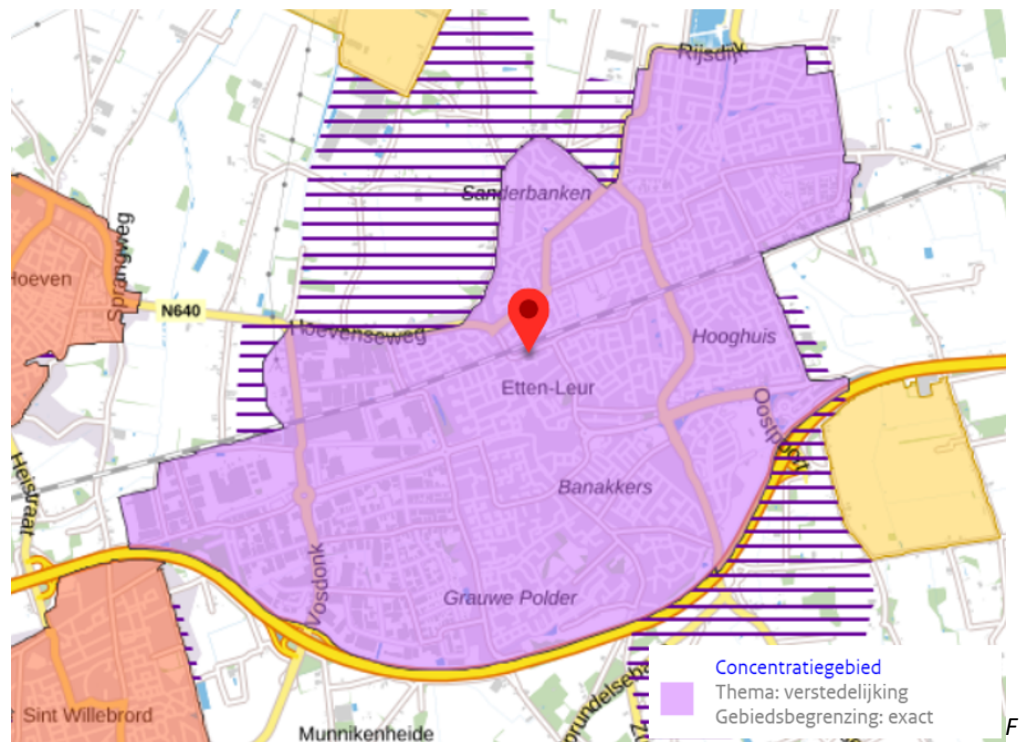 Rijsdijk
Sanderbanken
Sprangweg
Hoeven
N640
Hoevenseweg
Hooghuis
Etten-Leur
Oostpoort
Heistraat
Banakkers
Vosdonk
Grauwe Polder
Concentratiegebied
Thema: verstedelijking
Gebiedsbegrenzing: exact
Sint Willebrord
Munnikenheide
F